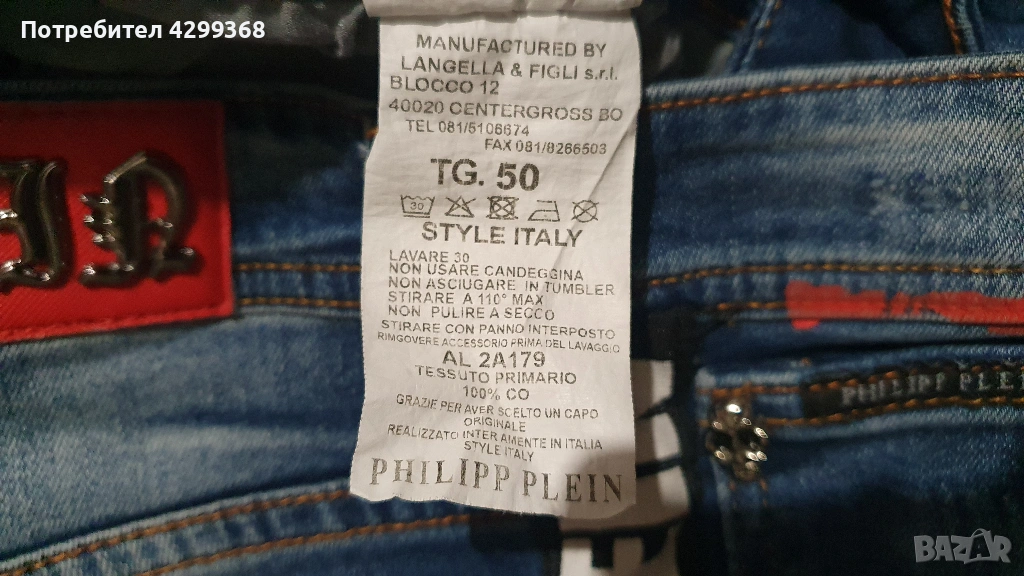 Потребител 4299368
MANUFACTURED BY
LANGELLA & FIGLI s.r.l.
BLOCCO 12
40020 CENTERGROSS BO
TEL 081/5106674
FAX 081/8266503
TG. 50
30
STYLE ITALY
LAVARE 30
NON USARE CANDEGGINA
NON ASCIUGARE IN TUMBLER
STIRARE A 110° MAX
NON PULIRE A SECCO
STIRARE CON PANNO INTERPOSTO
RIMGOVERE ACCESSORIO PRIMA DEL LAVAGGIO
AL 2A179
TESSUTO PRIMARIO
100% CO
GRAZIE PER AVER SCELTO UN CAPO
ORIGINALE
REALIZZATO INTERAMENTE IN ITALIA
STYLE ITALY
PHILIPP PLEIN
PHILIPP PLEIN
BAZAR